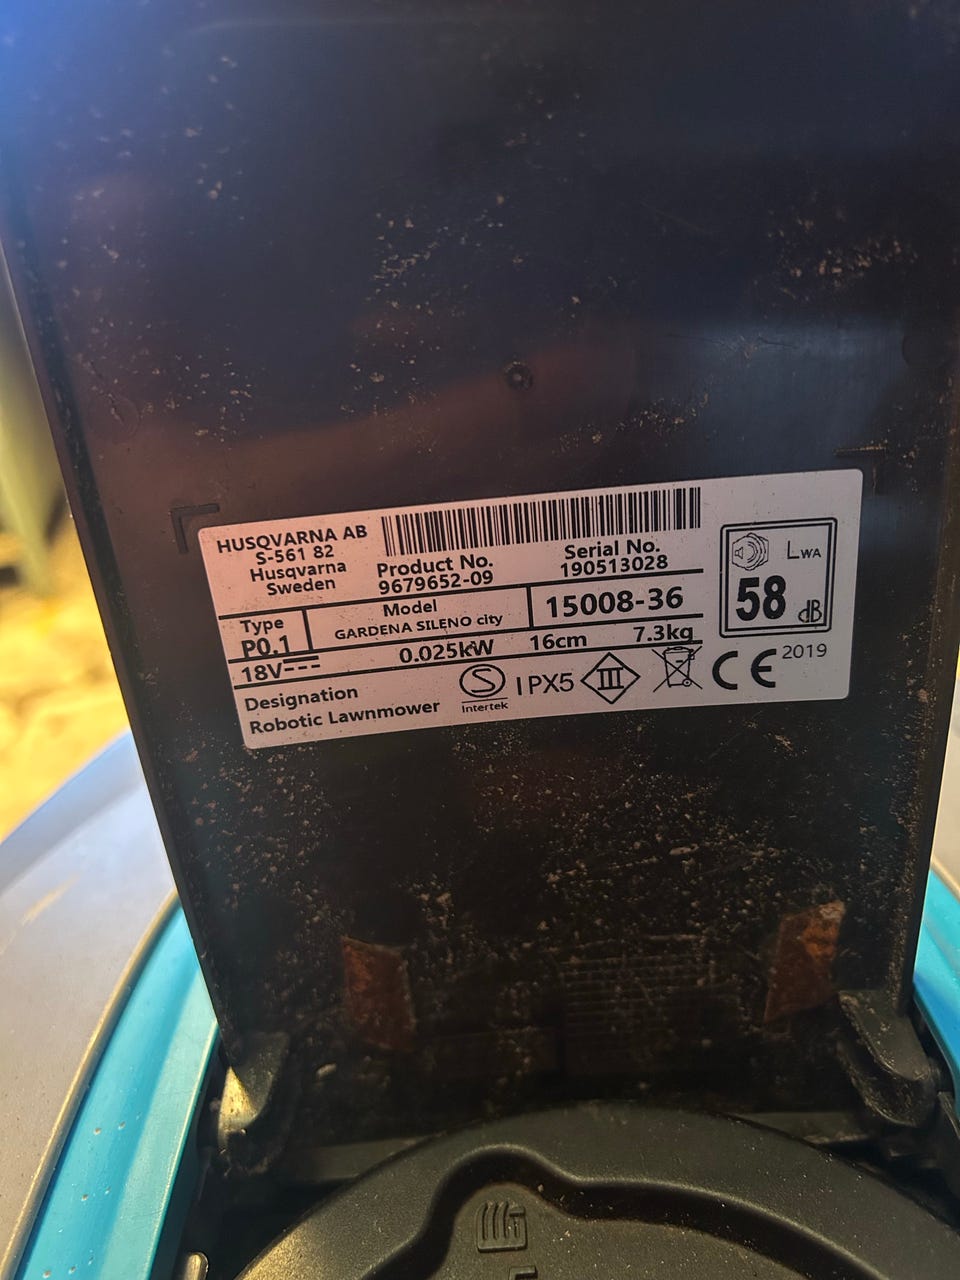 HUSQVARNA AB
S-561 82
Husqvarna
Sweden
Product No.
9679652-09
Serial No.
190513028
Type
P0.1
Model
GARDENA SILENO city
15008-36
18V
0.025kW
16cm
7.3kg
Designation
Robotic Lawnmower
S
Intertek
IPX5
III
CE
2019
LWA
58 dB